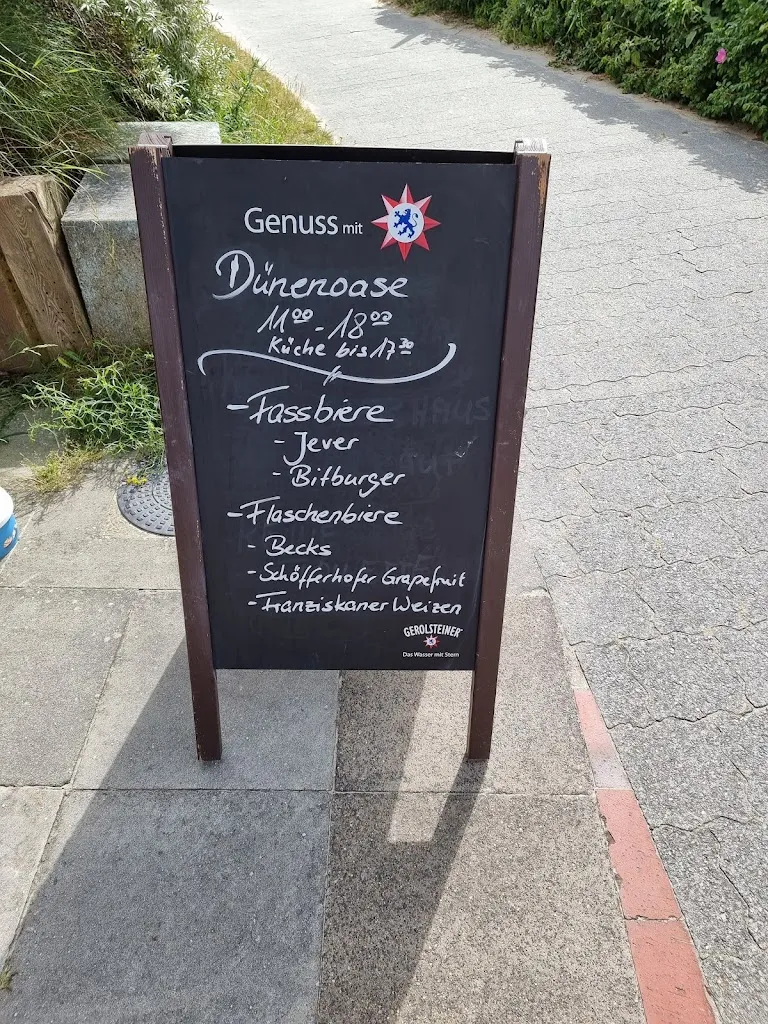 Genuss mit
Dünenoase
11⁰⁰ - 18⁰⁰
Küche bis 17³⁰
- Fassbiere
- Jever
- Bitburger
- Flaschenbiere
- Becks
- Schöfferhofer Grapefruit
- Franziskaner Weizen
GEROLSTEINER
Das Wasser mit Stern